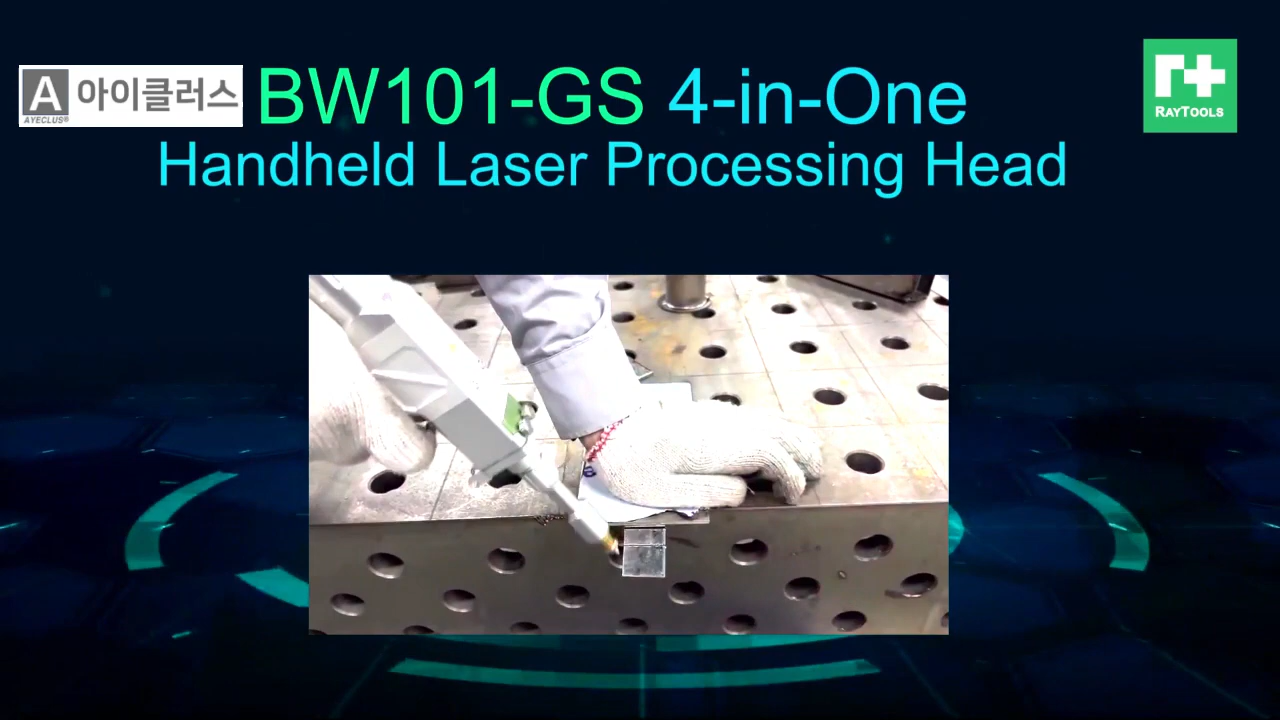 A 아이클러스
AYECLUS®
BW101-GS 4-in-One
Handheld Laser Processing Head
RAYTOOLS